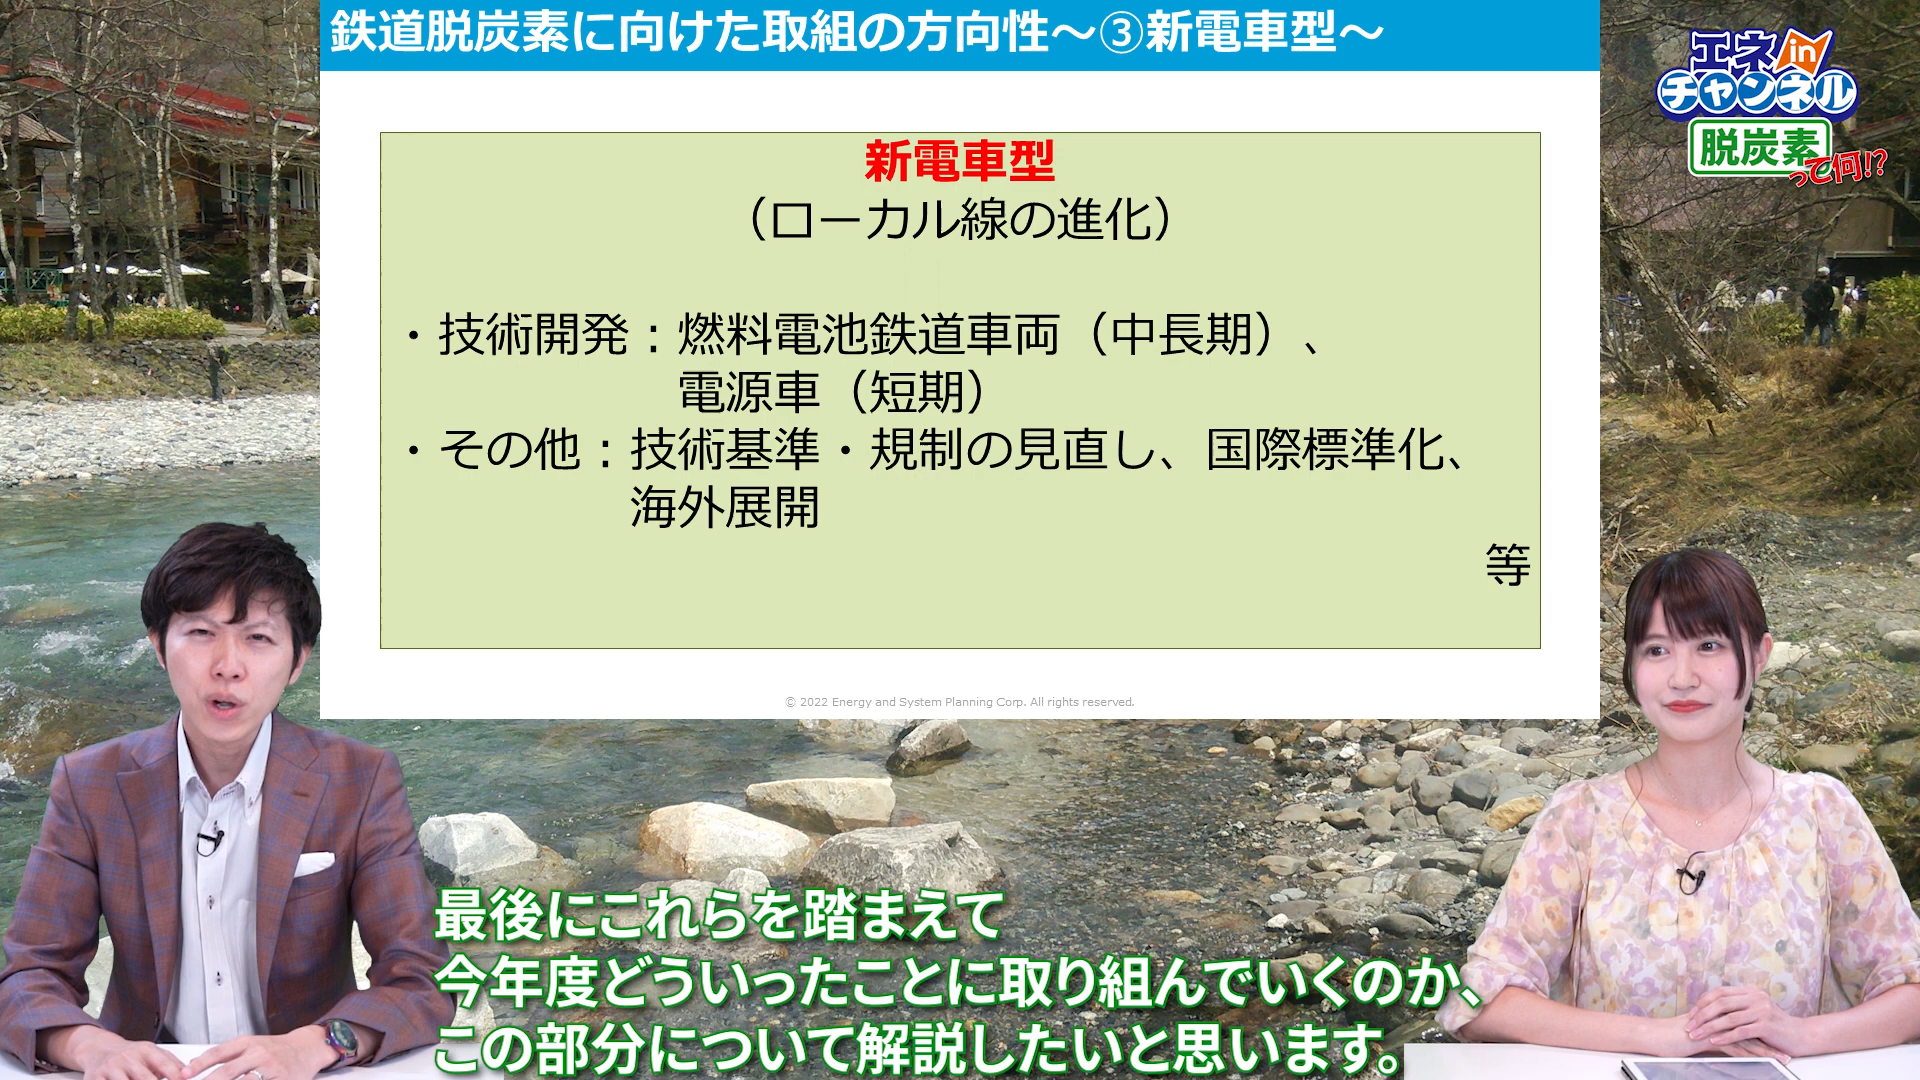 鉄道脱炭素に向けた取組の方向性～③新電車型～
エネin
チャンネル
脱炭素
って何!?
新電車型
（ローカル線の進化）
・技術開発：燃料電池鉄道車両（中長期）、
電源車（短期）
・その他：技術基準・規制の見直し、国際標準化、
海外展開
等
© 2022 Energy and System Planning Corp. All rights reserved.
最後にこれらを踏まえて
今年度どういったことに取り組んでいくのか、
この部分について解説したいと思います。